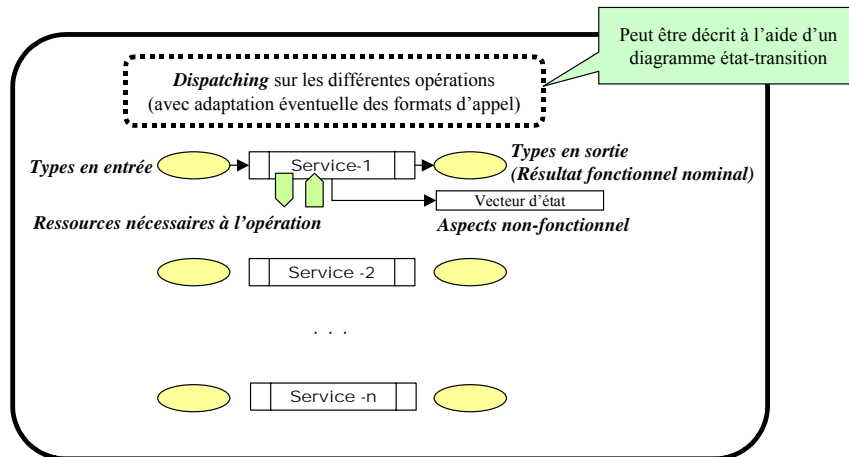 Peut être décrit à l'aide d'un
diagramme état-transition
Dispatching sur les différentes opérations
(avec adaptation éventuelle des formats d'appel)
Types en entrée
Service-1
Types en sortie
(Résultat fonctionnel nominal)
Vecteur d'état
Ressources nécessaires à l'opération
Aspects non-fonctionnel
Service -2
. . .
Service -n